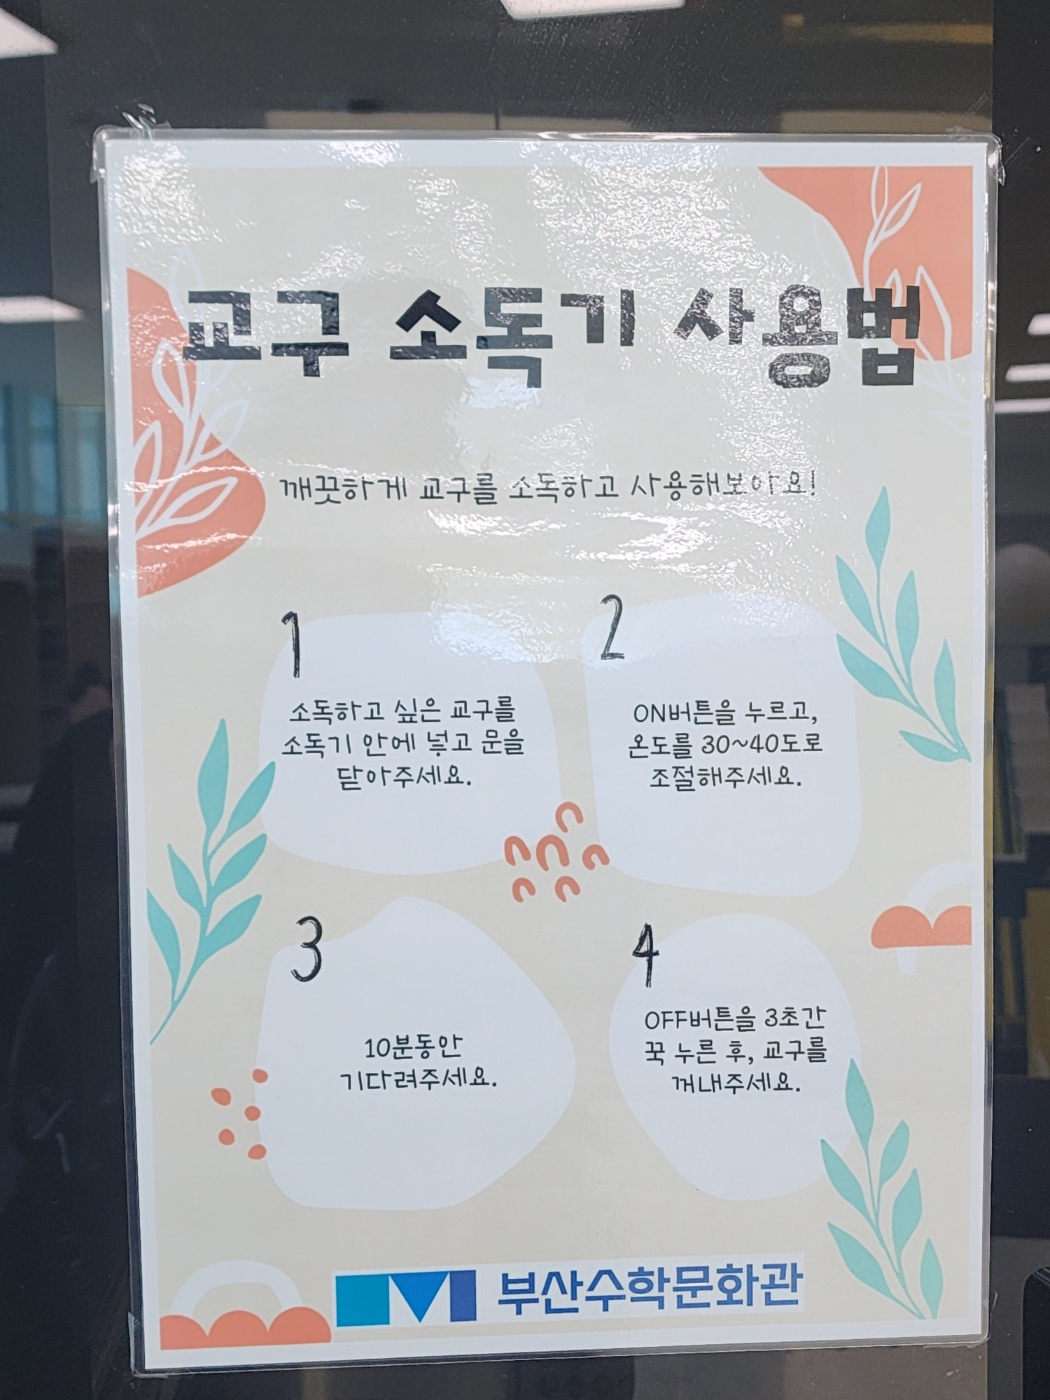 교구 소독기 사용법
깨끗하게 교구를 소독하고 사용해보아요!
1
소독하고 싶은 교구를
소독기 안에 넣고 문을
닫아주세요.
2
ON버튼을 누르고,
온도를 30~40도로
조절해주세요.
3
10분동안
기다려주세요.
4
OFF버튼을 3초간
꾹 누른 후, 교구를
꺼내주세요.
부산수학문화관